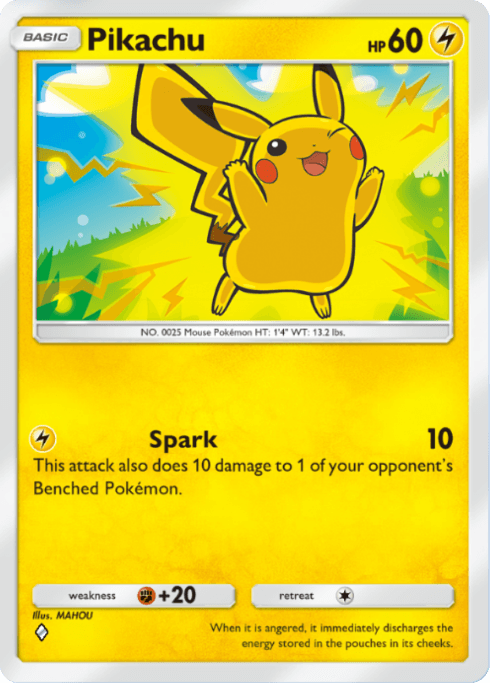 BASIC Pikachu HP 60
NO. 0025 Mouse Pokémon HT: 1'4" WT: 13.2 lbs.
Spark 10
This attack also does 10 damage to 1 of your opponent's
Benched Pokémon.
weakness +20 retreat
Illus. MAHOU
When it is angered, it immediately discharges the
energy stored in the pouches in its cheeks.